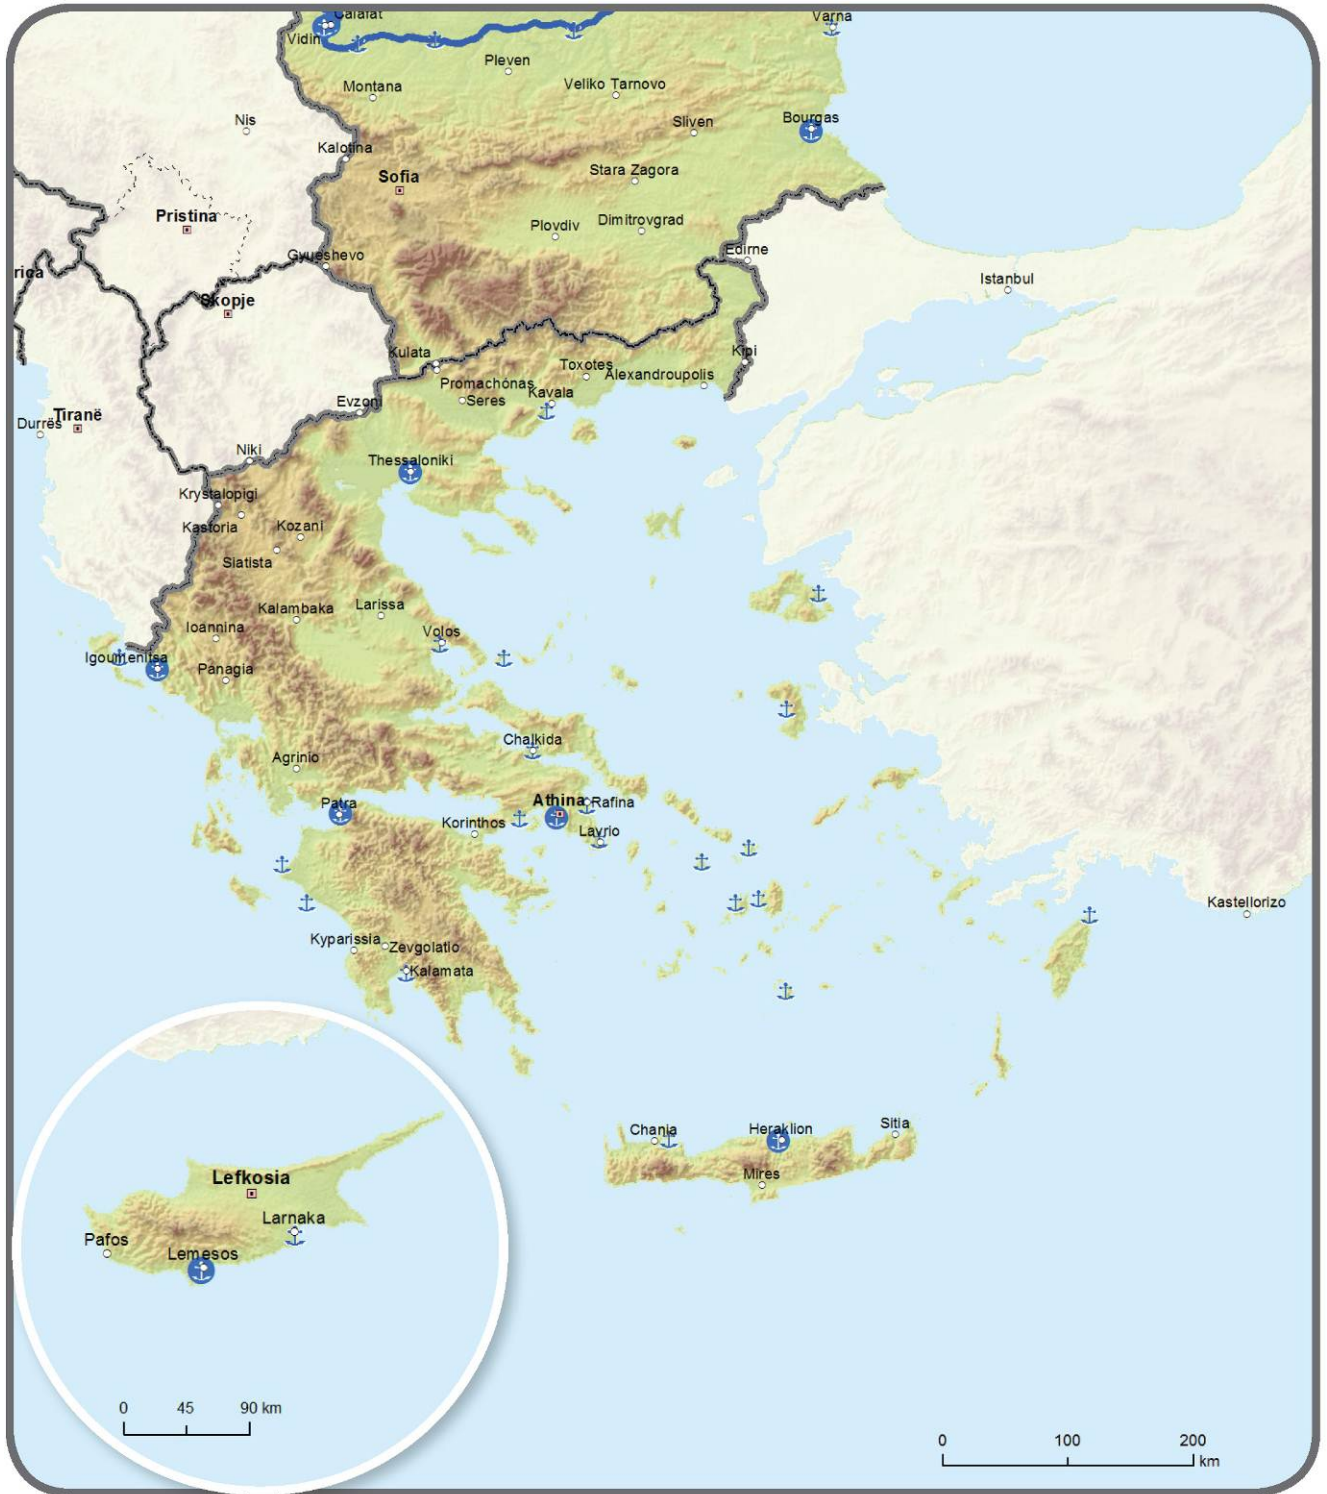 Calafat
Varna
Vidin
Pleven
Montana
Veliko Tarnovo
Nis
Sliven
Bourgas
Kalotina
Sofia
Stara Zagora
Pristina
Plovdiv
Dimitrovgrad
Gyueshevo
Edirne
rica
Istanbul
Skopje
Kulata
Kipi
Toxotes
Alexandroupolis
Promachónas
Evzoni
Seres
Kavala
Durrës
Tiranë
Niki
Thessaloniki
Krystalopigi
Kastoria
Kozani
Siatista
Kalambaka
Larissa
Ioannina
Volos
Igoumenitsa
Panagia
Chalkida
Agrinio
Patra
Athina
Rafina
Korinthos
Lavrio
Kastellorizo
Kyparissia
Zevgolatio
Kalamata
Chania
Heraklion
Sitia
Mires
Lefkosia
Larnaka
Pafos
Lemesos
0 45 90 km
0 100 200
km